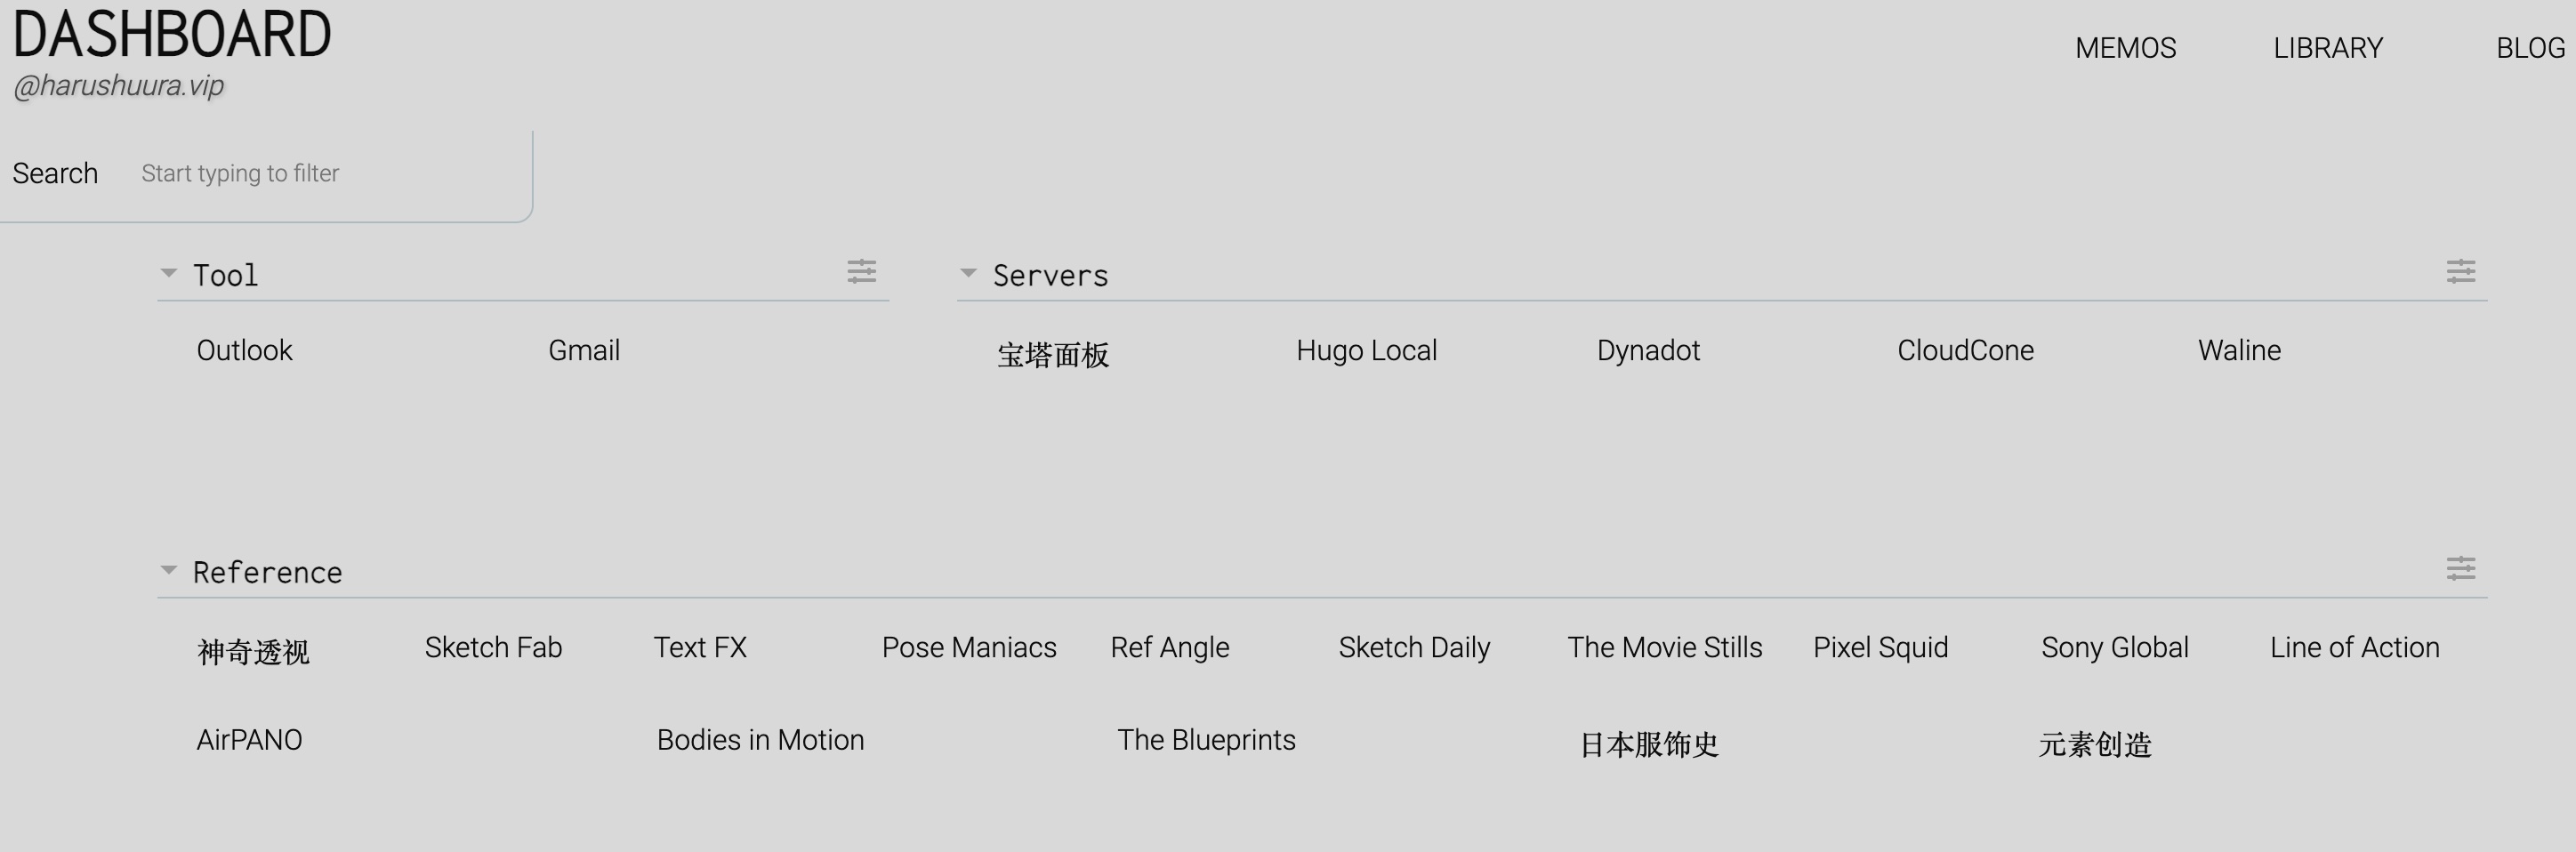 DASHBOARD
@harushuura.vip
MEMOS LIBRARY BLOG
Search Start typing to filter
Tool
Outlook Gmail
Servers
宝塔面板 Hugo Local Dynadot CloudCone Waline
Reference
神奇透视 Sketch Fab Text FX Pose Maniacs Ref Angle Sketch Daily The Movie Stills Pixel Squid Sony Global Line of Action
AirPANO Bodies in Motion The Blueprints 日本服饰史 元素创造